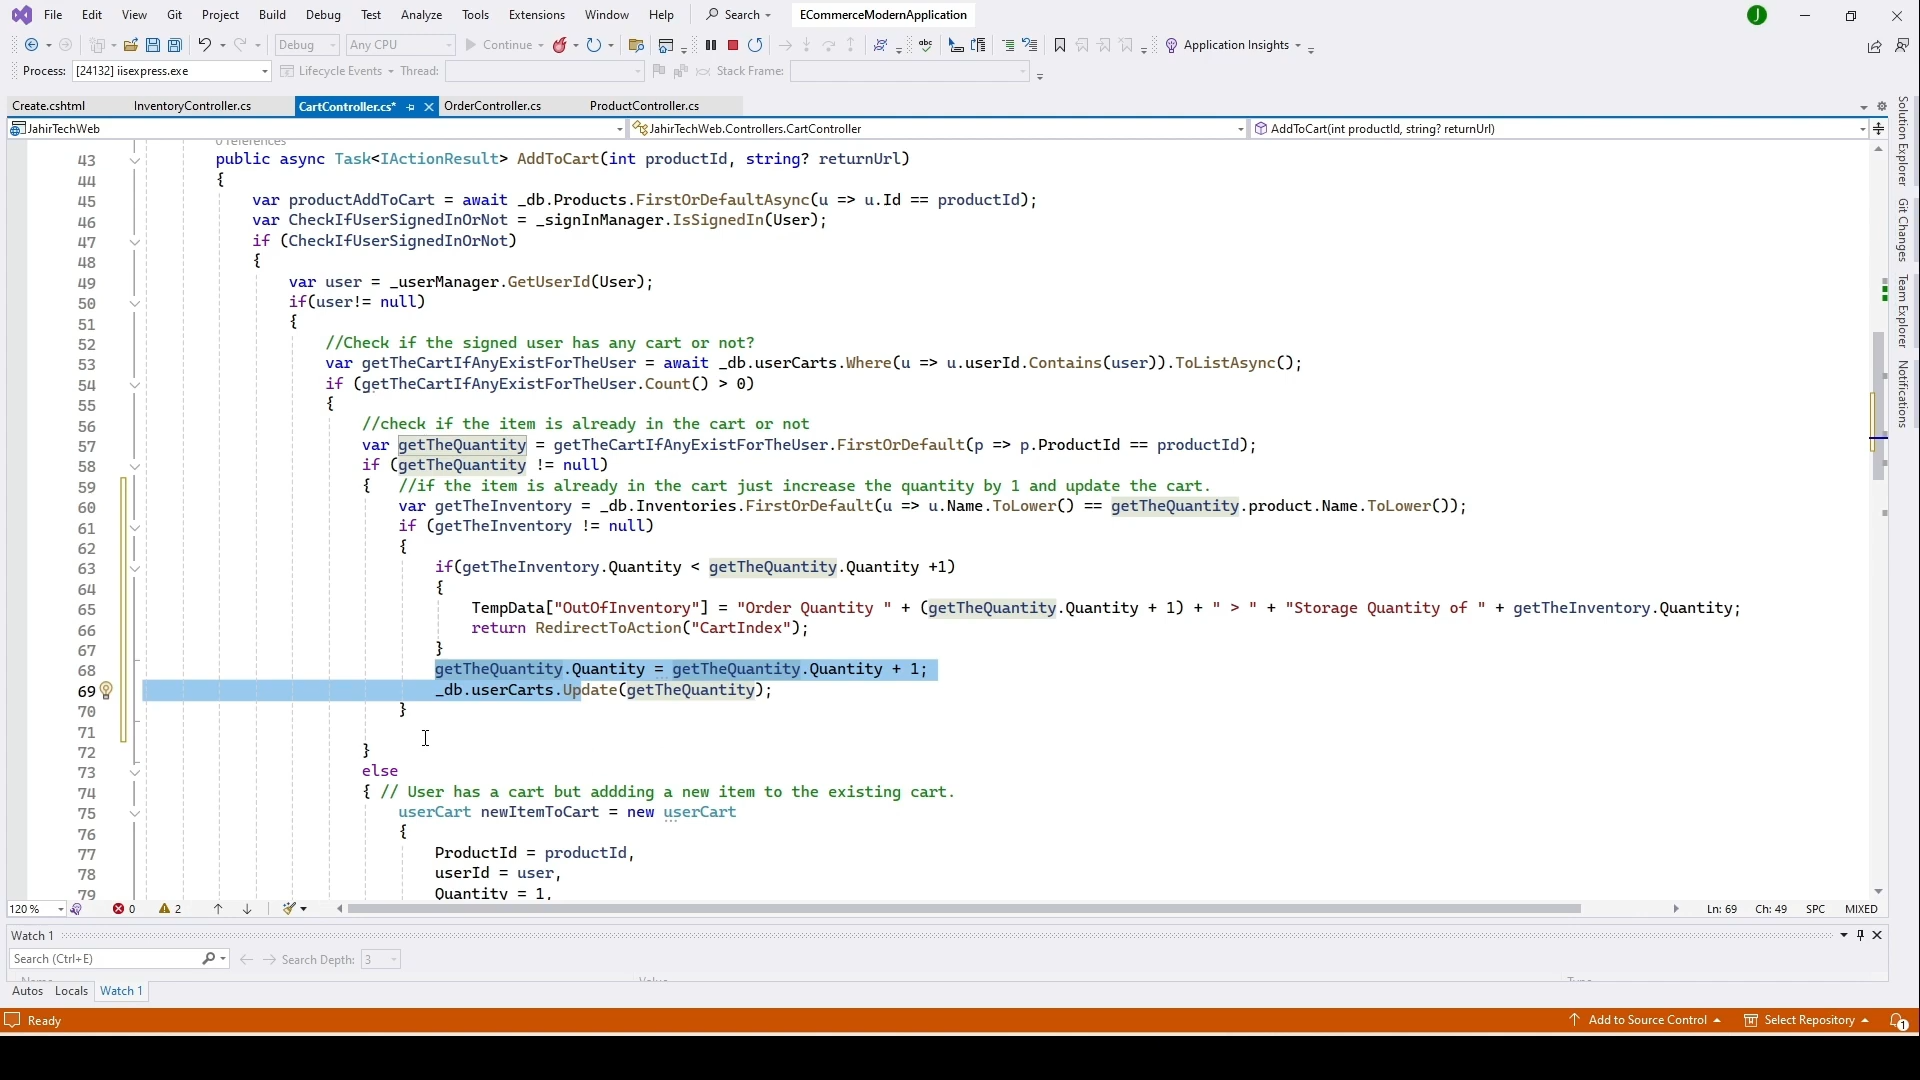 File Edit View Git Project Build Debug Test Analyze Tools Extensions Window Help Search ECommerceModernApplication J
Debug Any CPU Continue Application Insights
Process: [24132] iisexpress.exe Lifecycle Events Thread: Stack Frame:
Create.cshtml InventoryController.cs CartController.cs* OrderController.cs ProductController.cs
JahirTechWeb JahirTechWeb.Controllers.CartController AddToCart(int productId, string? returnUrl)
0 references
43 public async Task<IActionResult> AddToCart(int productId, string? returnUrl)
44 {
45 var productAddToCart = await _db.Products.FirstOrDefaultAsync(u => u.Id == productId);
46 var CheckIfUserSignedInOrNot = _signInManager.IsSignedIn(User);
47 if (CheckIfUserSignedInOrNot)
48 {
49 var user = _userManager.GetUserId(User);
50 if(user!= null)
51 {
52 //Check if the signed user has any cart or not?
53 var getTheCartIfAnyExistForTheUser = await _db.userCarts.Where(u => u.userId.Contains(user)).ToListAsync();
54 if (getTheCartIfAnyExistForTheUser.Count() > 0)
55 {
56 //check if the item is already in the cart or not
57 var getTheQuantity = getTheCartIfAnyExistForTheUser.FirstOrDefault(p => p.ProductId == productId);
58 if (getTheQuantity != null)
59 { //if the item is already in the cart just increase the quantity by 1 and update the cart.
60 var getTheInventory = _db.Inventories.FirstOrDefault(u => u.Name.ToLower() == getTheQuantity.product.Name.ToLower());
61 if (getTheInventory != null)
62 {
63 if(getTheInventory.Quantity < getTheQuantity.Quantity +1)
64 {
65 TempData["OutOfInventory"] = "Order Quantity " + (getTheQuantity.Quantity + 1) + " > " + "Storage Quantity of " + getTheInventory.Quantity;
66 return RedirectToAction("CartIndex");
67 }
68 getTheQuantity.Quantity = getTheQuantity.Quantity + 1;
69 _db.userCarts.Update(getTheQuantity);
70 }
71
72 }
73 else
74 { // User has a cart but addding a new item to the existing cart.
75 userCart newItemToCart = new userCart
76 {
77 ProductId = productId,
78 userId = user,
79 Quantity = 1,
120 % 0 2 Ln: 69 Ch: 49 SPC MIXED
Watch 1
Search (Ctrl+E) Search Depth: 3
Name Value Type
Autos Locals Watch 1
Ready Add to Source Control Select Repository 1
Solution Explorer
Git Changes
Team Explorer
Notifications